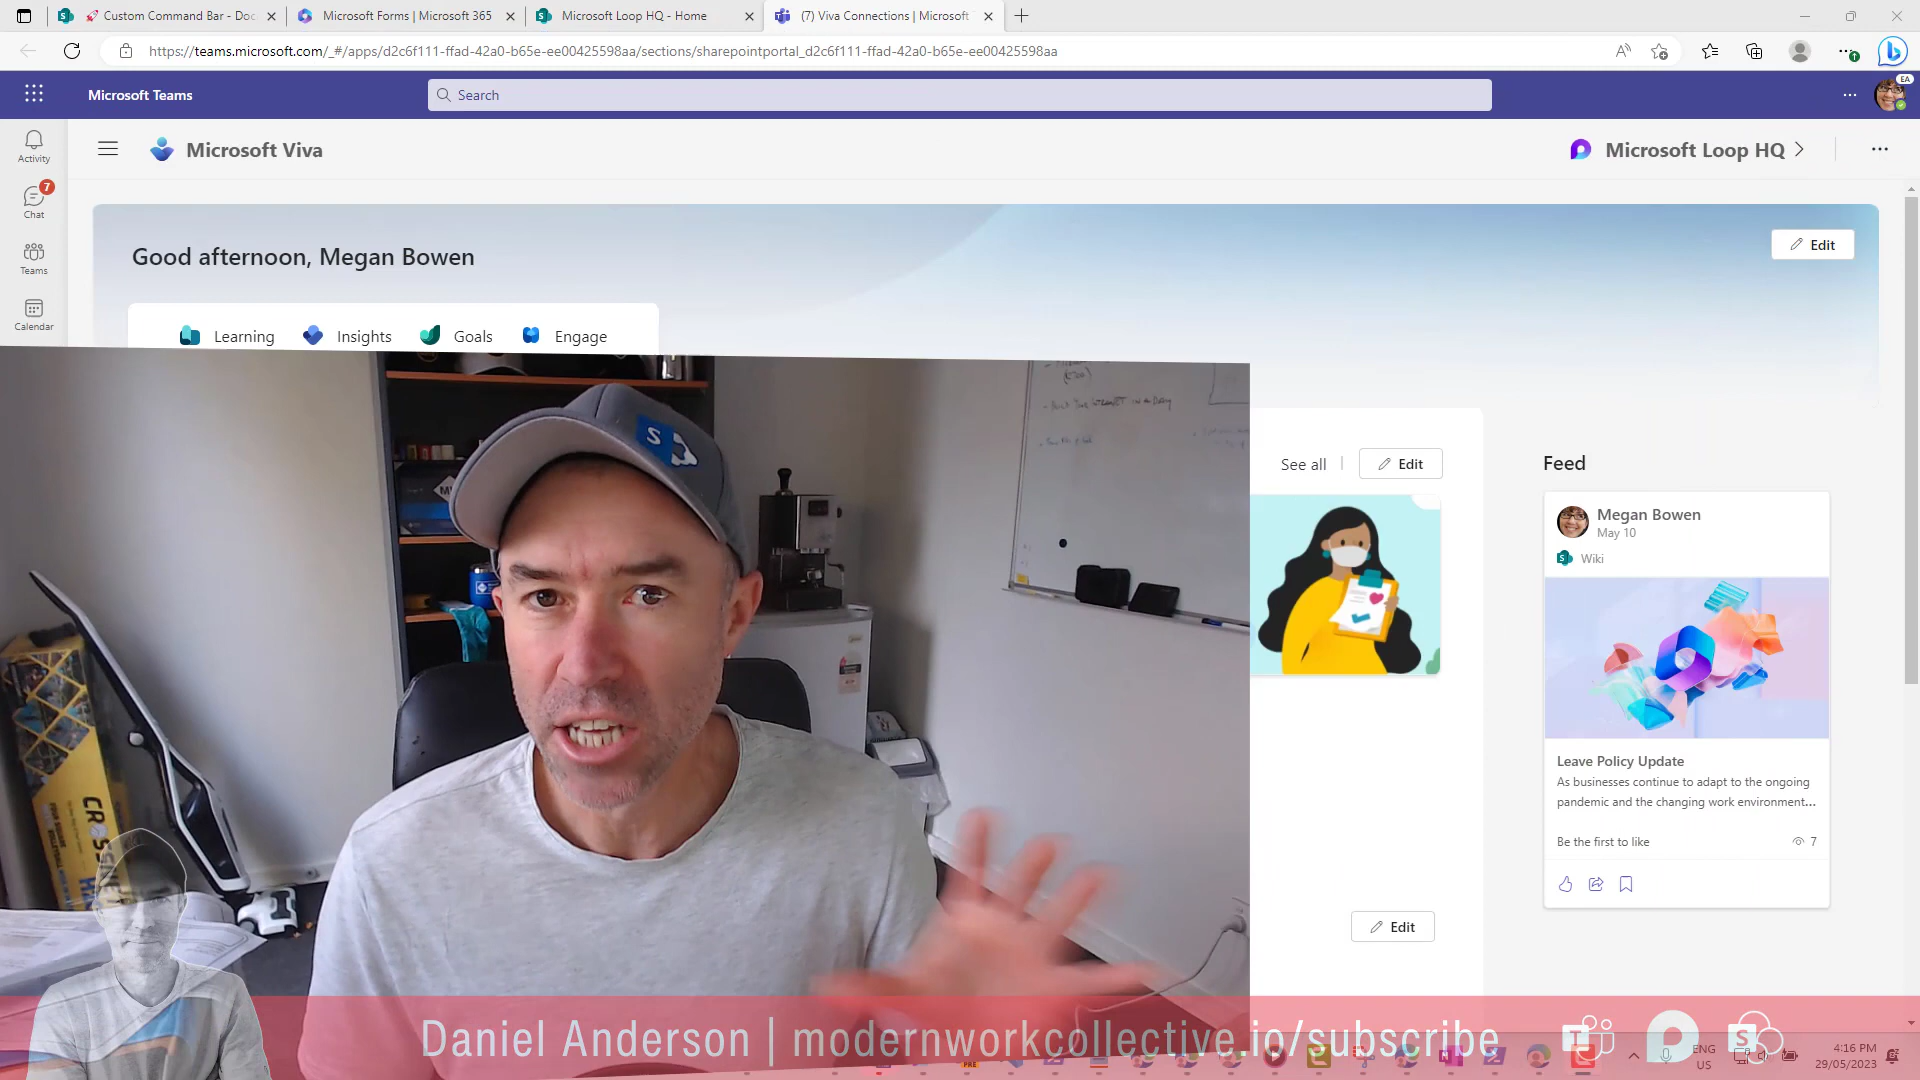 Custom Command Bar - Doc
Microsoft Forms | Microsoft 365
Microsoft Loop HQ - Home
(7) Viva Connections | Microsoft
https://teams.microsoft.com/_#/apps/d2c6f111-ffad-42a0-b65e-ee00425598aa/sections/sharepointportal_d2c6f111-ffad-42a0-b65e-ee00425598aa
Microsoft Teams
Search
EA
Activity
Microsoft Viva
Microsoft Loop HQ
7
Chat
Good afternoon, Megan Bowen
Edit
Teams
Calendar
Learning
Insights
Goals
Engage
See all
Edit
Feed
Megan Bowen
May 10
Wiki
Leave Policy Update
As businesses continue to adapt to the ongoing
pandemic and the changing work environment...
Be the first to like
7
Edit
Daniel Anderson | modernworkcollective.io/subscribe
PRE
ENG
US
4:16 PM
29/05/2023